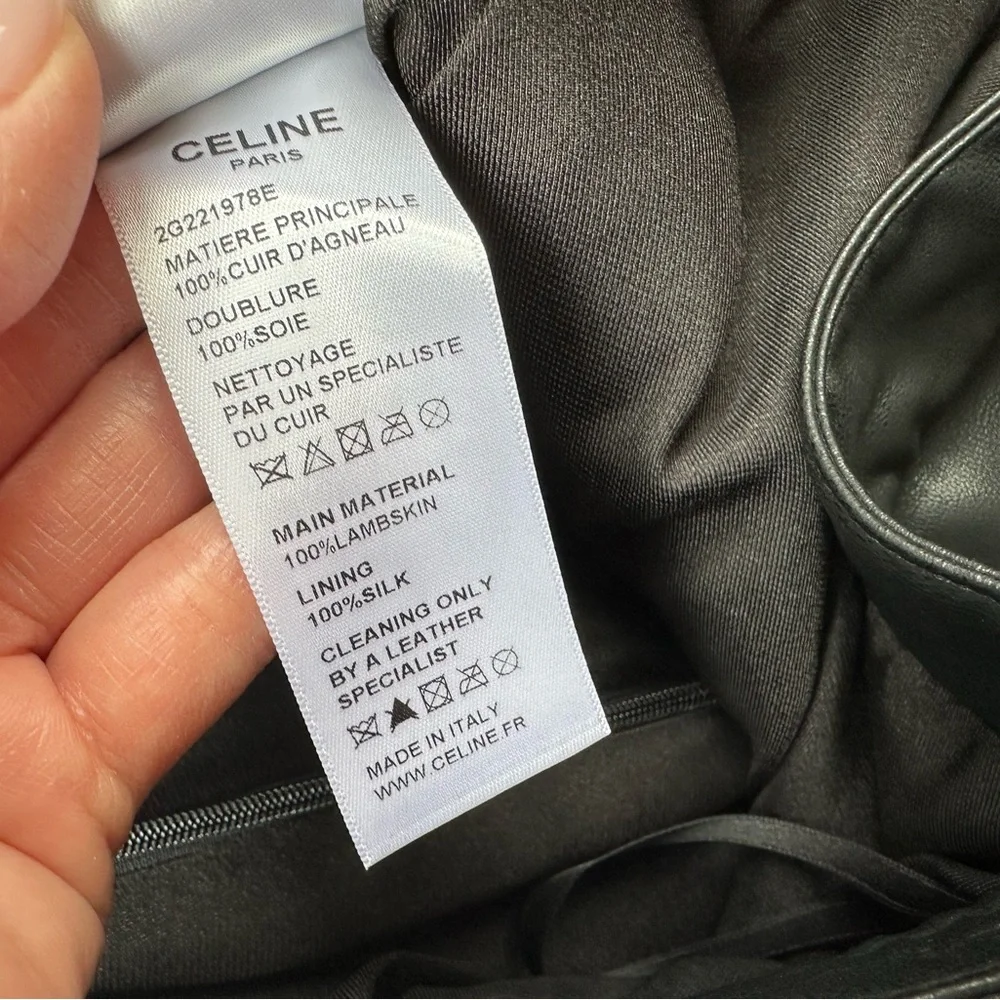 CELINE
PARIS
2G221978E
MATIERE PRINCIPALE
100%CUIR D'AGNEAU
DOUBLURE
100%SOIE
NETTOYAGE
PAR UN SPECIALISTE
DU CUIR
MAIN MATERIAL
100%LAMBSKIN
LINING
100%SILK
CLEANING ONLY
BY A LEATHER
SPECIALIST
MADE IN ITALY
WWW.CELINE.FR